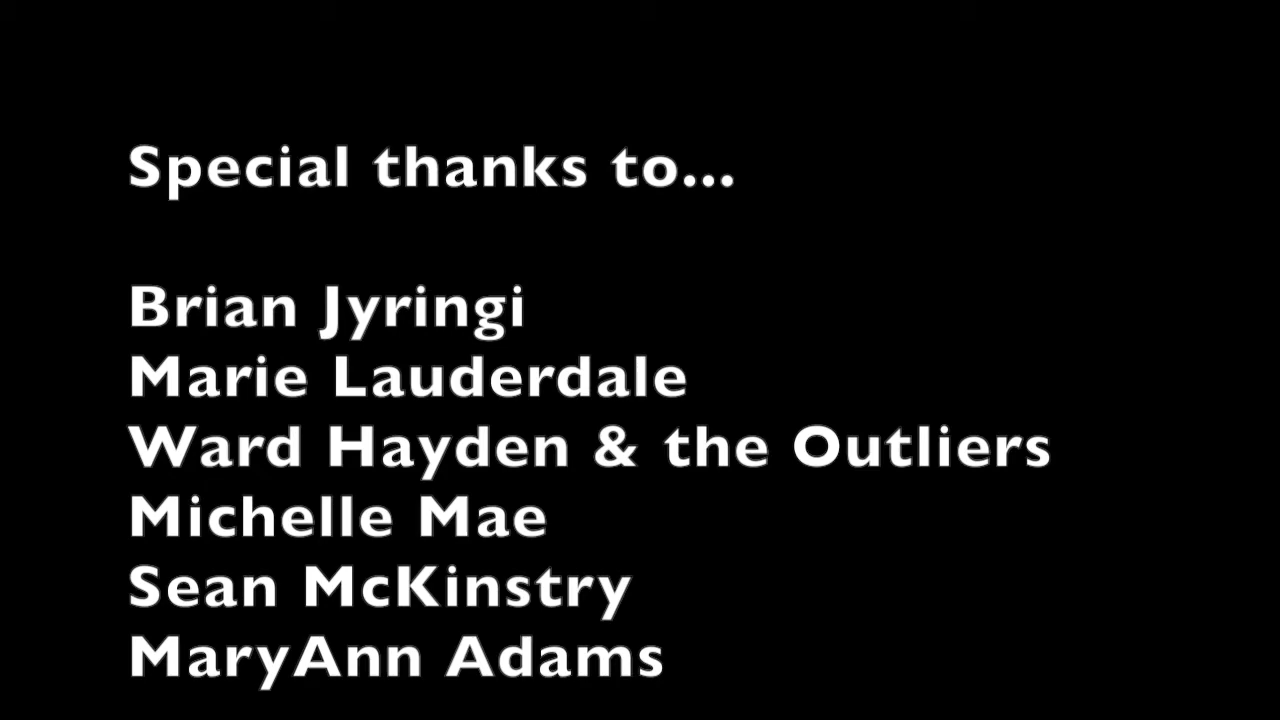 Special thanks to...
Brian Jyringi
Marie Lauderdale
Ward Hayden & the Outliers
Michelle Mae
Sean McKinstry
MaryAnn Adams